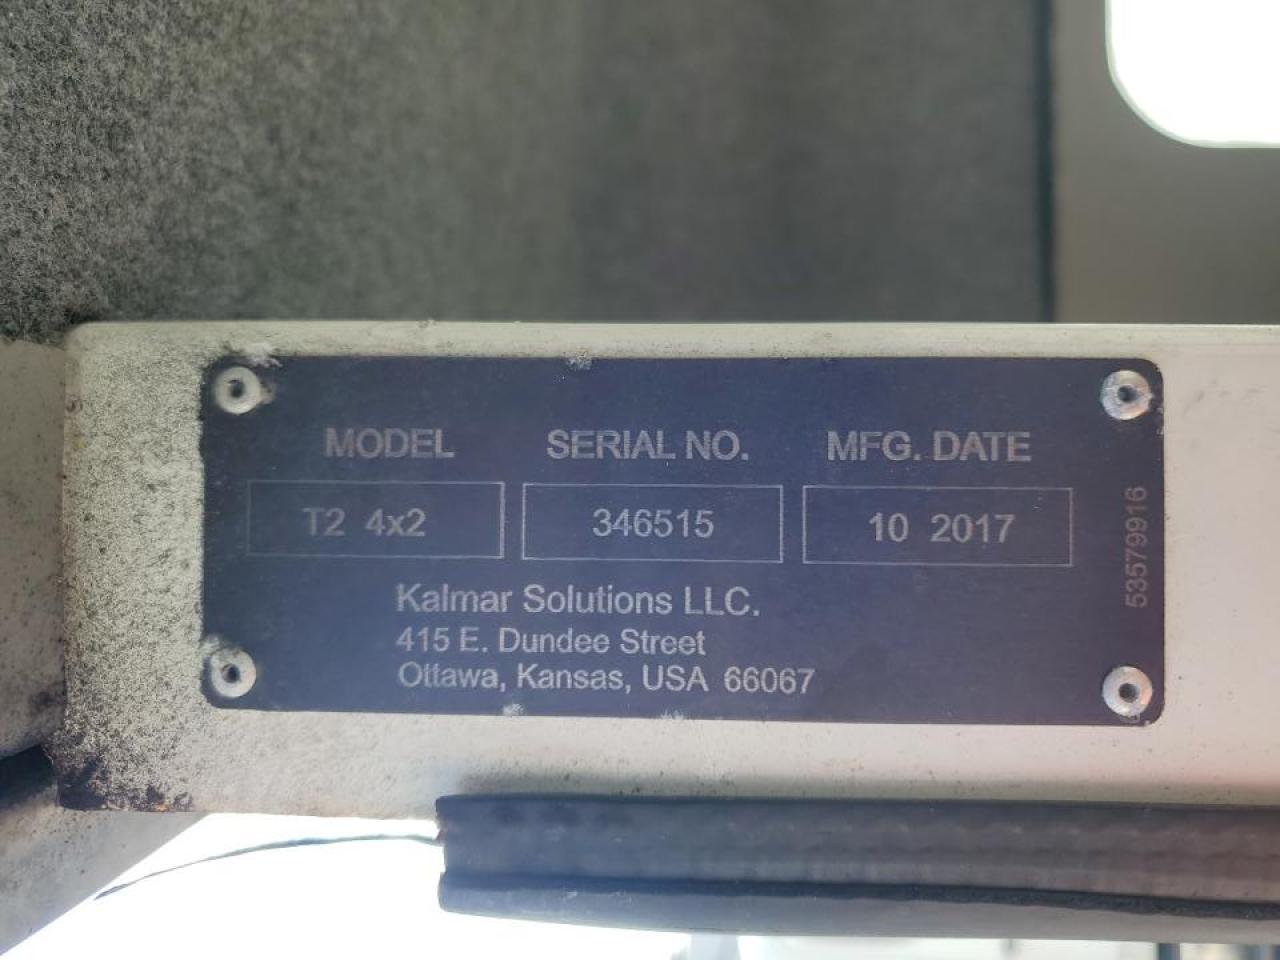 MODEL SERIAL NO. MFG. DATE
T2 4x2 346515 10 2017
Kalmar Solutions LLC.
415 E. Dundee Street
Ottawa, Kansas, USA 66067
53579916